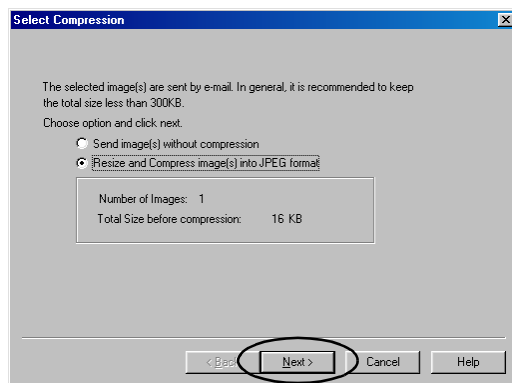 Select Compression
The selected image(s) are sent by e-mail. In general, it is recommended to keep
the total size less than 300KB.
Choose option and click next.
Send image(s) without compression
Resize and Compress image(s) into JPEG format
Number of Images: 1
Total Size before compression: 16 KB
< Back Next > Cancel Help